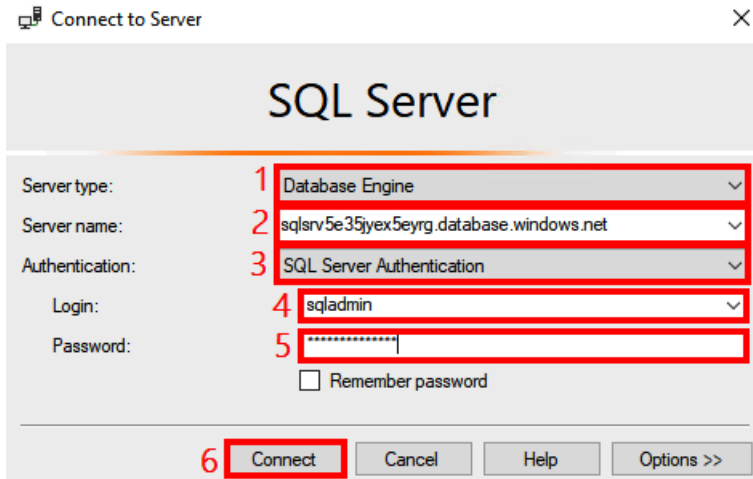 Connect to Server
SQL Server
Server type: 1 Database Engine
Server name: 2 sqlsrv5e35jyex5eyrg.database.windows.net
Authentication: 3 SQL Server Authentication
Login: 4 sqladmin
Password: 5 **************
Remember password
6 Connect Cancel Help Options >>